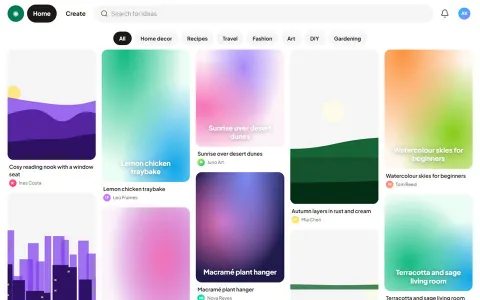 Home
Create
Search for ideas
All
Home decor
Recipes
Travel
Fashion
Art
DIY
Gardening
Cozy reading nook with a window
seat
Ines Costa
Lemon chicken
traybake
Lemon chicken traybake
Leo Frames
Sunrise over desert
dunes
Sunrise over desert dunes
Juno Art
Macramé plant hanger
Macramé plant hanger
Nova Reyes
Autumn layers in rust and cream
Mia Chen
Watercolour skies for
beginners
Watercolour skies for beginners
Tom Reed
Terracotta and sage
living room
Terracotta and sage living room